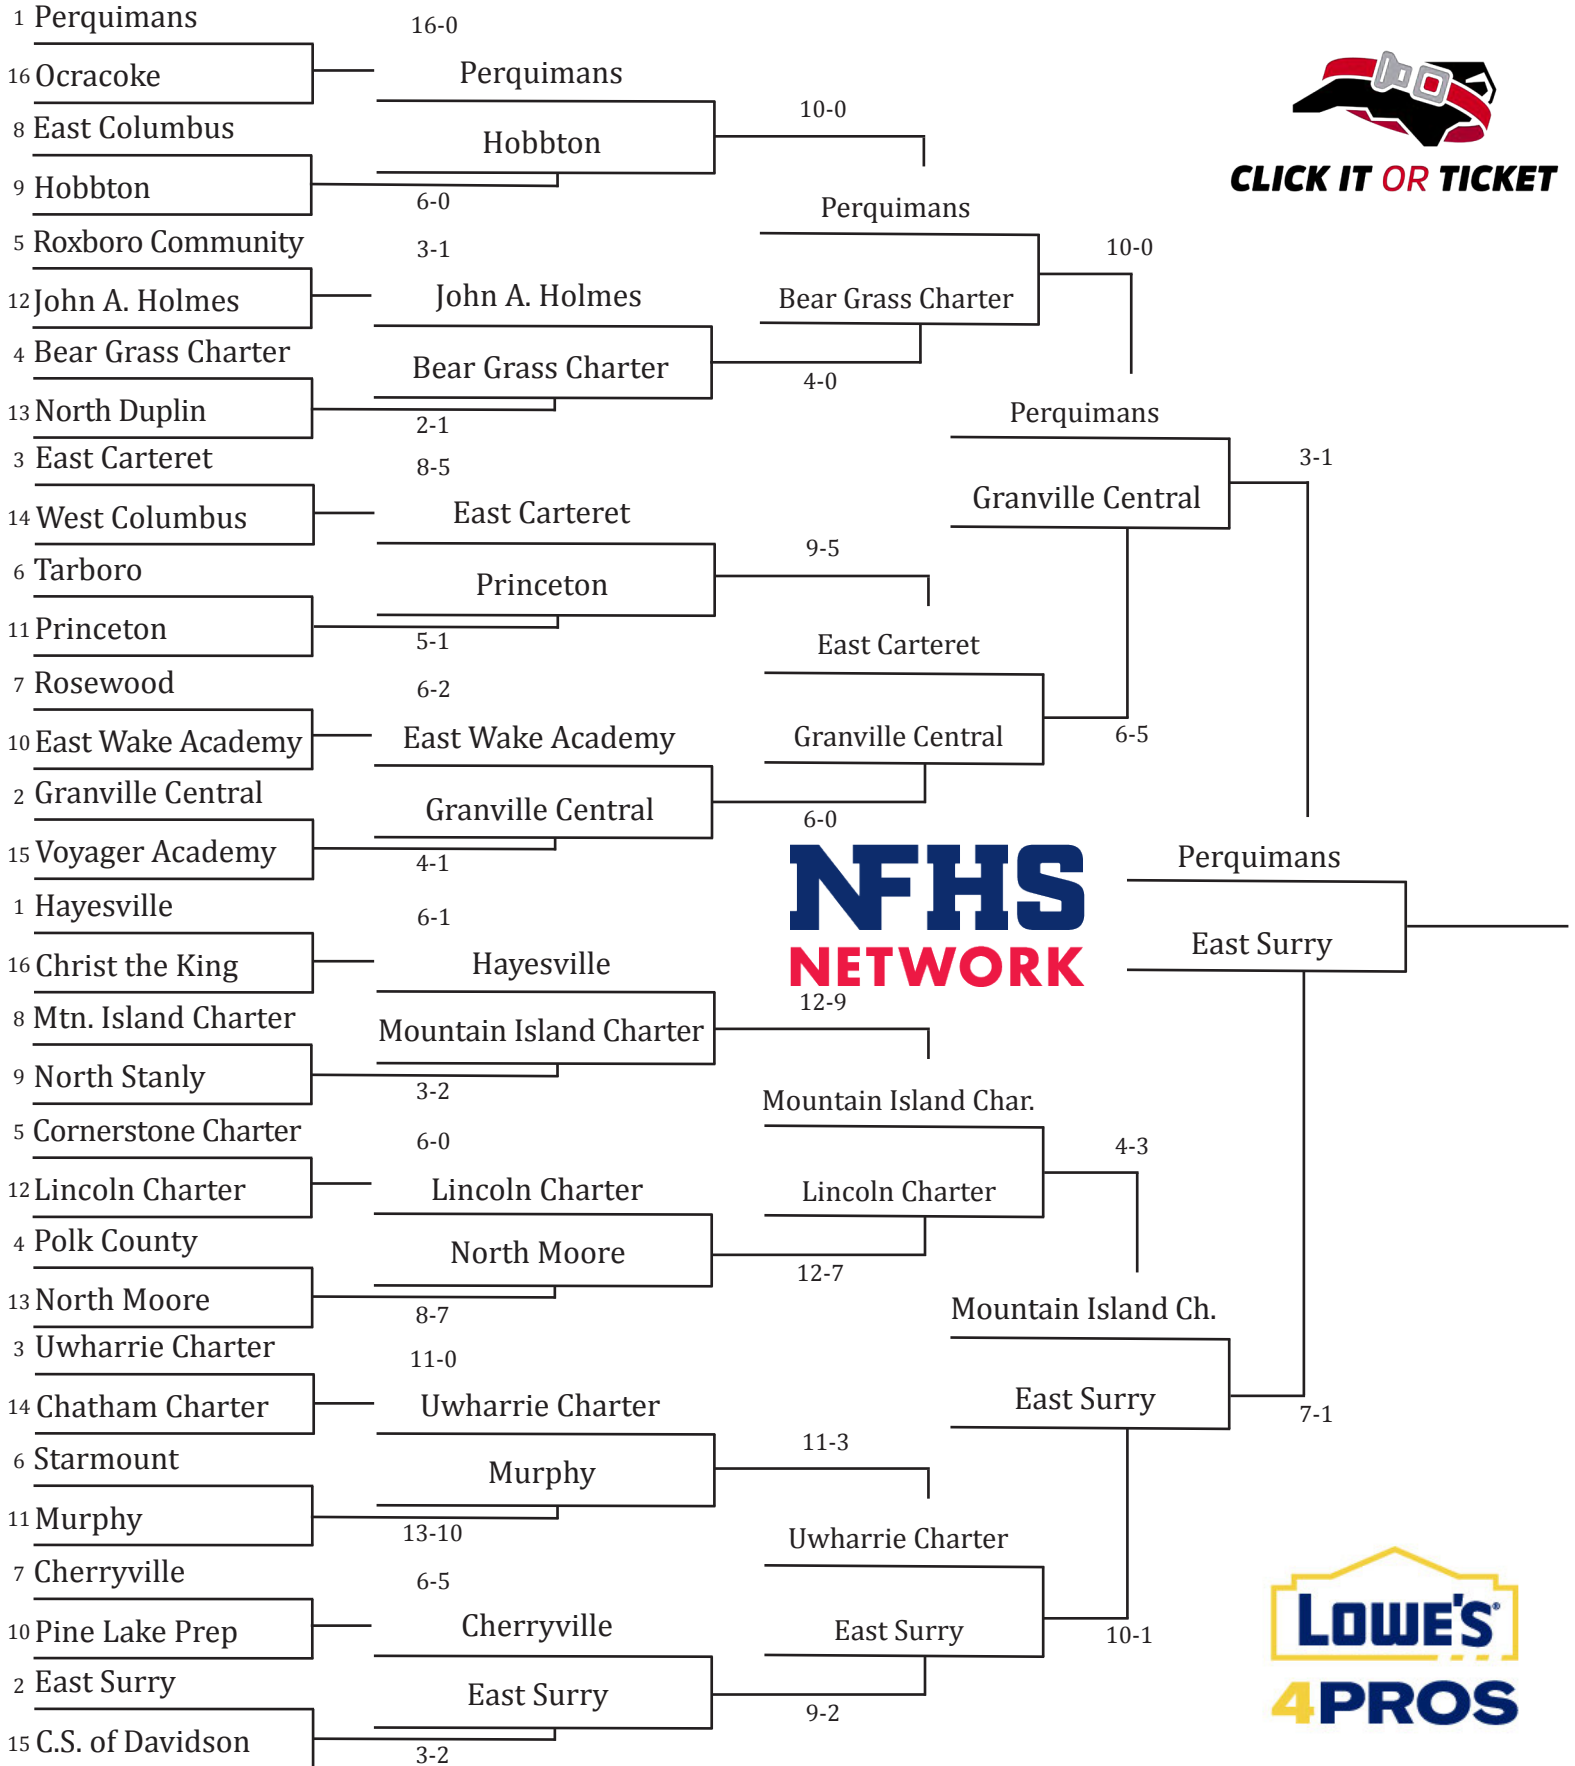 1 Perquimans
16 Ocracoke
8 East Columbus
9 Hobbton
5 Roxboro Community
12 John A. Holmes
4 Bear Grass Charter
13 North Duplin
3 East Carteret
14 West Columbus
6 Tarboro
11 Princeton
7 Rosewood
10 East Wake Academy
2 Granville Central
15 Voyager Academy
1 Hayesville
16 Christ the King
8 Mtn. Island Charter
9 North Stanly
5 Cornerstone Charter
12 Lincoln Charter
4 Polk County
13 North Moore
3 Uwharrie Charter
14 Chatham Charter
6 Starmount
11 Murphy
7 Cherryville
10 Pine Lake Prep
2 East Surry
15 C.S. of Davidson
16-0
Perquimans
Hobbton
6-0
3-1
John A. Holmes
Bear Grass Charter
2-1
8-5
East Carteret
Princeton
5-1
6-2
East Wake Academy
Granville Central
4-1
6-1
Hayesville
Mountain Island Charter
3-2
6-0
Lincoln Charter
North Moore
8-7
11-0
Uwharrie Charter
Murphy
13-10
6-5
Cherryville
East Surry
3-2
10-0
Perquimans
Bear Grass Charter
4-0
9-5
East Carteret
Granville Central
6-0
12-9
Mountain Island Char.
Lincoln Charter
12-7
11-3
Uwharrie Charter
East Surry
9-2
10-0
Perquimans
Granville Central
6-5
4-3
Mountain Island Ch.
East Surry
10-1
3-1
Perquimans
East Surry
7-1
CLICK IT OR TICKET
NFHS
NETWORK
LOWE'S®
4PROS